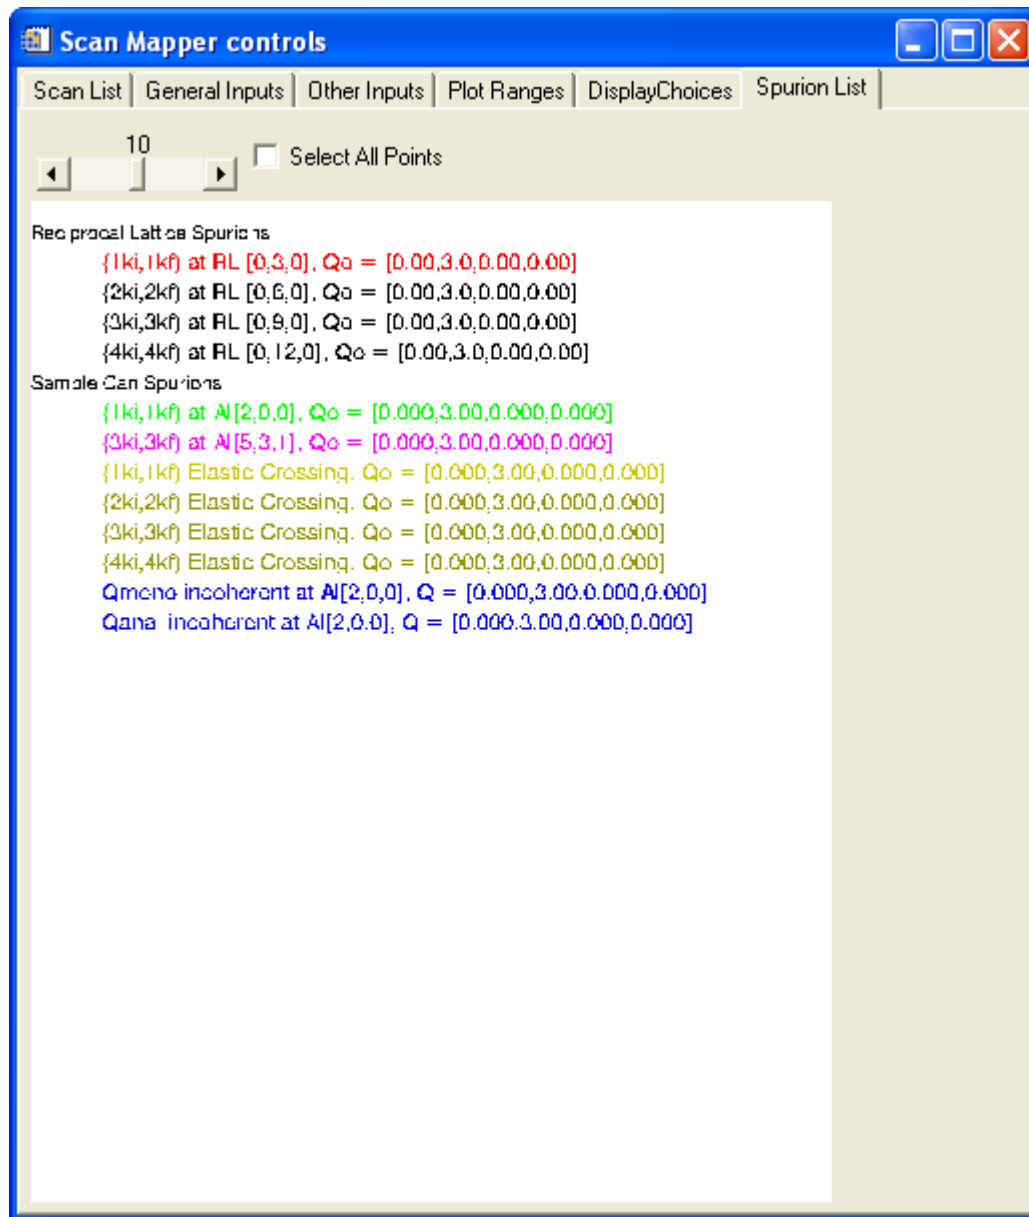 Scan Mapper controls
Scan List General Inputs Other Inputs Plot Ranges DisplayChoices Spurion List
10
Select All Points
Reciprocal Lattice Spurions
{1ki,1kf) at RL [0,3,0], Qo = [0.00,3.0,0.00,0.00]
{2ki,2kf) at RL [0,6,0], Qo = [0.00,3.0,0.00,0.00]
{3ki,3kf) at RL [0,9,0], Qo = [0.00,3.0,0.00,0.00]
{4ki,4kf) at RL [0,12,0], Qo = [0.00,3.0,0.00,0.00]
Sample Can Spurions
{1ki,1kf) at Al[2,0,0], Qo = [0.000,3.00,0.000,0.000]
{3ki,3kf) at Al[5,3,1], Qo = [0.000,3.00,0.000,0.000]
{1ki,1kf) Elastic Crossing. Qo = [0.000,3.00,0.000,0.000]
{2ki,2kf) Elastic Crossing. Qo = [0.000,3.00,0.000,0.000]
{3ki,3kf) Elastic Crossing. Qo = [0.000,3.00,0.000,0.000]
{4ki,4kf) Elastic Crossing. Qo = [0.000,3.00,0.000,0.000]
Qmono incoherent at Al[2,0,0], Q = [0.000,3.00,0.000,0.000]
Qanal incoherent at Al[2,0,0], Q = [0.000,3.00,0.000,0.000]